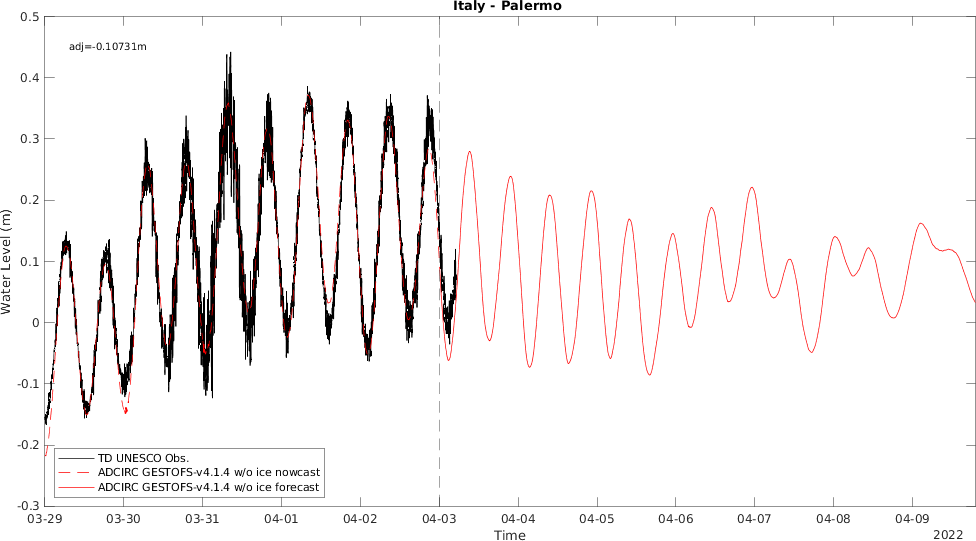 Italy - Palermo
adj=-0.10731m
Water Level (m)
0.5
0.4
0.3
0.2
0.1
0
-0.1
-0.2
-0.3
TD UNESCO Obs.
ADCIRC GESTOFS-v4.1.4 w/o ice nowcast
ADCIRC GESTOFS-v4.1.4 w/o ice forecast
03-29 03-30 03-31 04-01 04-02 04-03 04-04 04-05 04-06 04-07 04-08 04-09
Time
2022